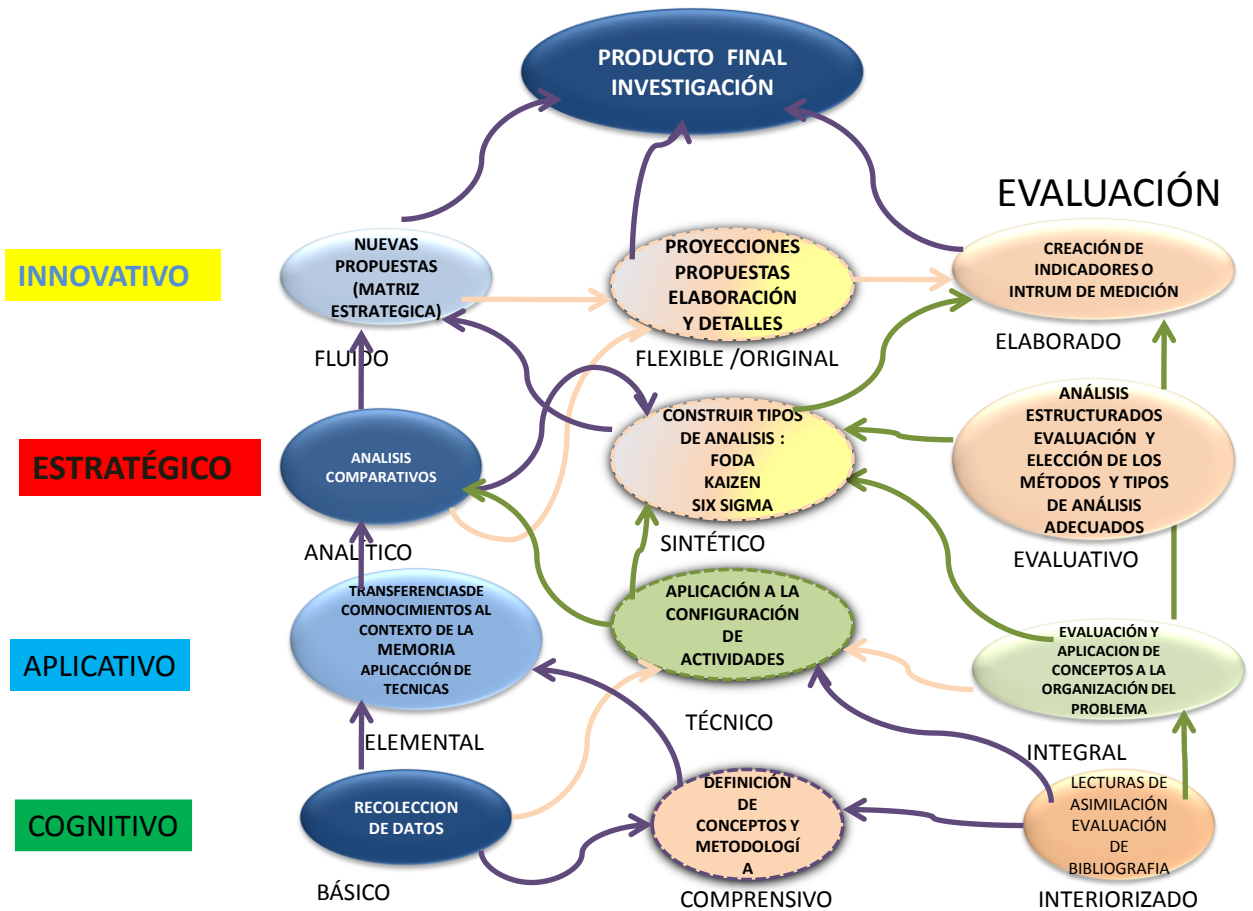 PRODUCTO FINAL
INVESTIGACIÓN
EVALUACIÓN
INNOVATIVO
NUEVAS
PROPUESTAS
(MATRIZ
ESTRATEGICA)
FLUIDO
PROYECCIONES
PROPUESTAS
ELABORACIÓN
Y DETALLES
FLEXIBLE /ORIGINAL
CREACIÓN DE
INDICADORES O
INTRUM DE MEDICIÓN
ELABORADO
ESTRATÉGICO
ANALISIS
COMPARATIVOS
ANALÍTICO
CONSTRUIR TIPOS
DE ANALISIS :
FODA
KAIZEN
SIX SIGMA
SINTÉTICO
ANÁLISIS
ESTRUCTURADOS
EVALUACIÓN Y
ELECCIÓN DE LOS
MÉTODOS Y TIPOS
DE ANÁLISIS
ADECUADOS
EVALUATIVO
APLICATIVO
TRANSFERENCIASDE
COMNOCIMIENTOS AL
CONTEXTO DE LA
MEMORIA
APLICACCIÓN DE
TECNICAS
ELEMENTAL
APLICACIÓN A LA
CONFIGURACIÓN
DE
ACTIVIDADES
TÉCNICO
EVALUACIÓN Y
APLICACION DE
CONCEPTOS A LA
ORGANIZACIÓN DEL
PROBLEMA
INTEGRAL
COGNITIVO
RECOLECCION
DE DATOS
BÁSICO
DEFINICIÓN
DE
CONCEPTOS Y
METODOLOGÍ
A
COMPRENSIVO
LECTURAS DE
ASIMILACIÓN
EVALUACIÓN
DE
BIBLIOGRAFIA
INTERIORIZADO